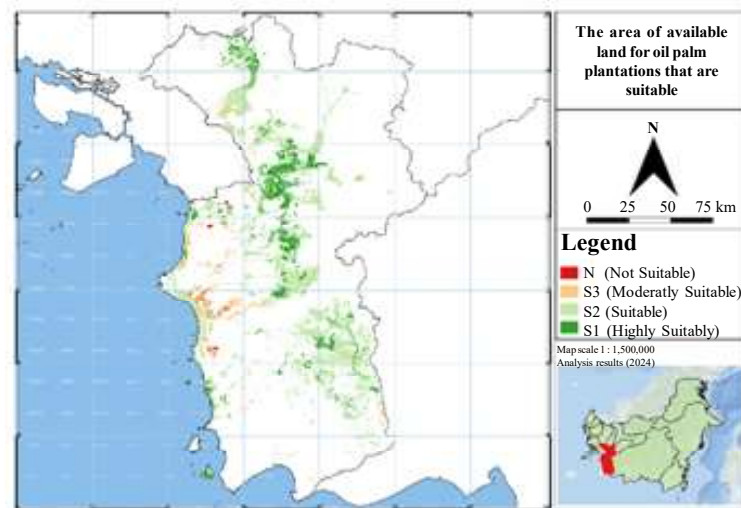 The area of available
land for oil palm
plantations that are
suitable
N
0 25 50 75 km
Legend
N (Not Suitable)
S3 (Moderatly Suitable)
S2 (Suitable)
S1 (Highly Suitably)
Map scale 1 : 1,500,000
Analysis results (2024)